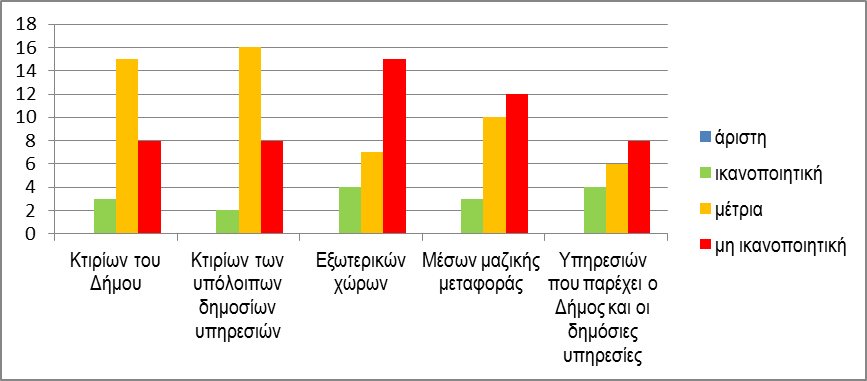 18
16
14
12
10
8
6
4
2
0
Κτιρίων του
Δήμου
Κτιρίων των
υπόλοιπων
δημοσίων
υπηρεσιών
Εξωτερικών
χώρων
Μέσων μαζικής
μεταφοράς
Υπηρεσιών
που παρέχει ο
Δήμος και οι
δημόσιες
υπηρεσίες
άριστη
ικανοποιητική
μέτρια
μη ικανοποιητική